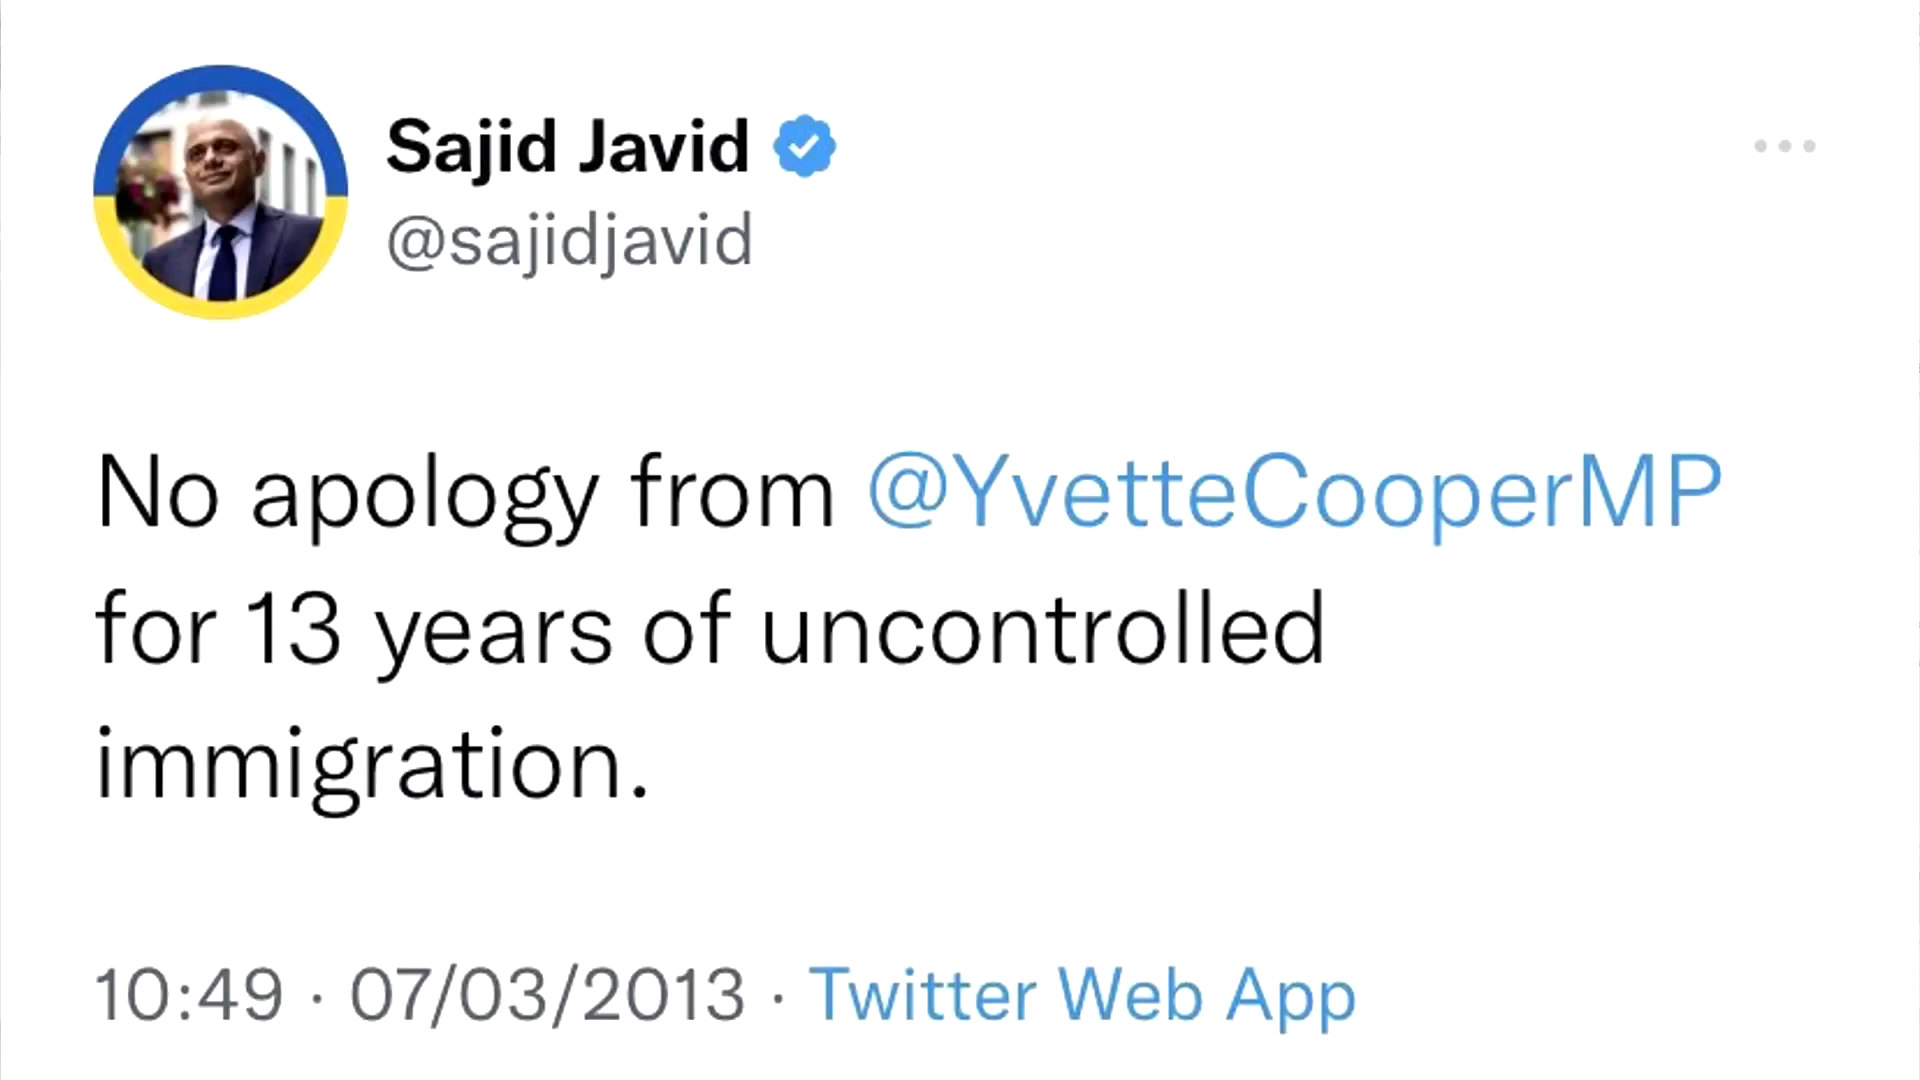 Sajid Javid
@sajidjavid
No apology from @YvetteCooperMP
for 13 years of uncontrolled
immigration.
10:49 · 07/03/2013 · Twitter Web App